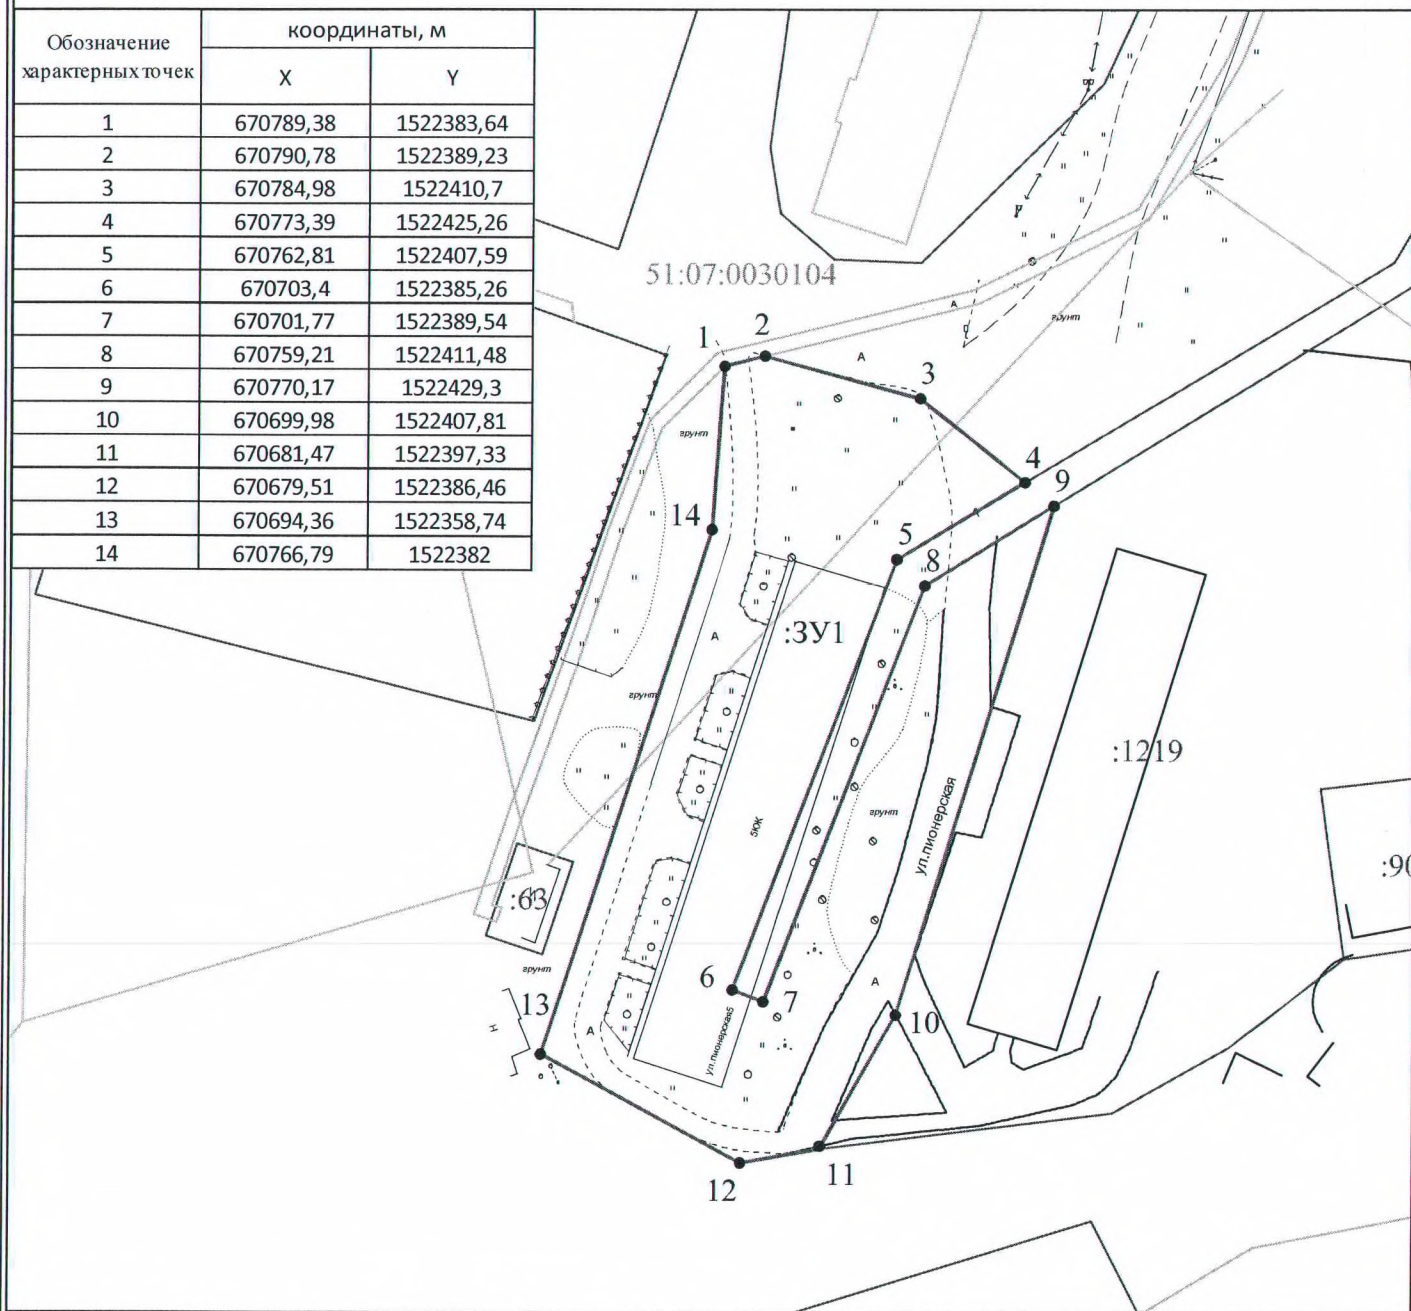 Обозначение характерных точек
координаты, м
X Y
1 670789,38 1522383,64
2 670790,78 1522389,23
3 670784,98 1522410,7
4 670773,39 1522425,26
5 670762,81 1522407,59
6 670703,4 1522385,26
7 670701,77 1522389,54
8 670759,21 1522411,48
9 670770,17 1522429,3
10 670699,98 1522407,81
11 670681,47 1522397,33
12 670679,51 1522386,46
13 670694,36 1522358,74
14 670766,79 1522382
51:07:0030104
А
грунт
1
2
А
3
грунт
4
9
А
14
5
8
:ЗУ1
А
грунт
:1219
5КЖ
грунт
ул.пионерская
:90
:63
грунт
А
6
7
10
13
Н
А
ул.пионерская5
11
12